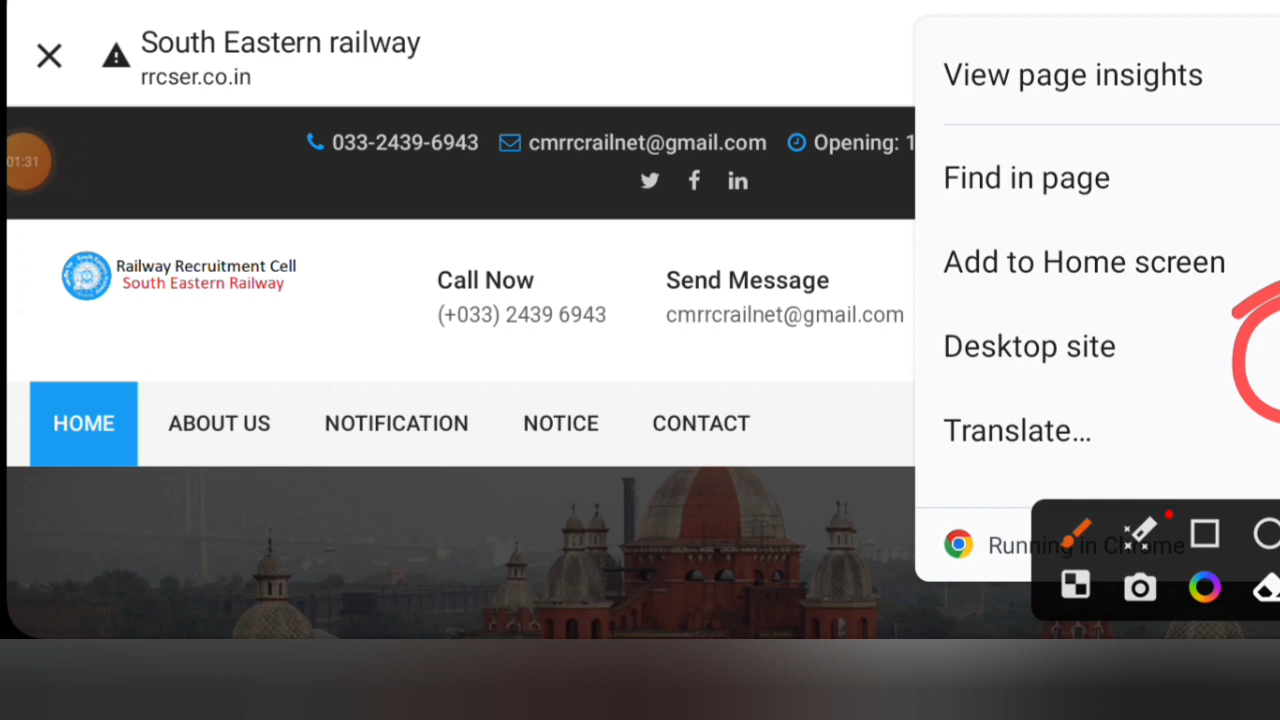 South Eastern railway
rrcser.co.in
View page insights
01:31
033-2439-6943 cmrrcrailnet@gmail.com Opening: 1
Find in page
Railway Recruitment Cell
South Eastern Railway
Call Now
(+033) 2439 6943
Send Message
cmrrcrailnet@gmail.com
Add to Home screen
Desktop site
HOME ABOUT US NOTIFICATION NOTICE CONTACT
Translate...
Running in Chrome